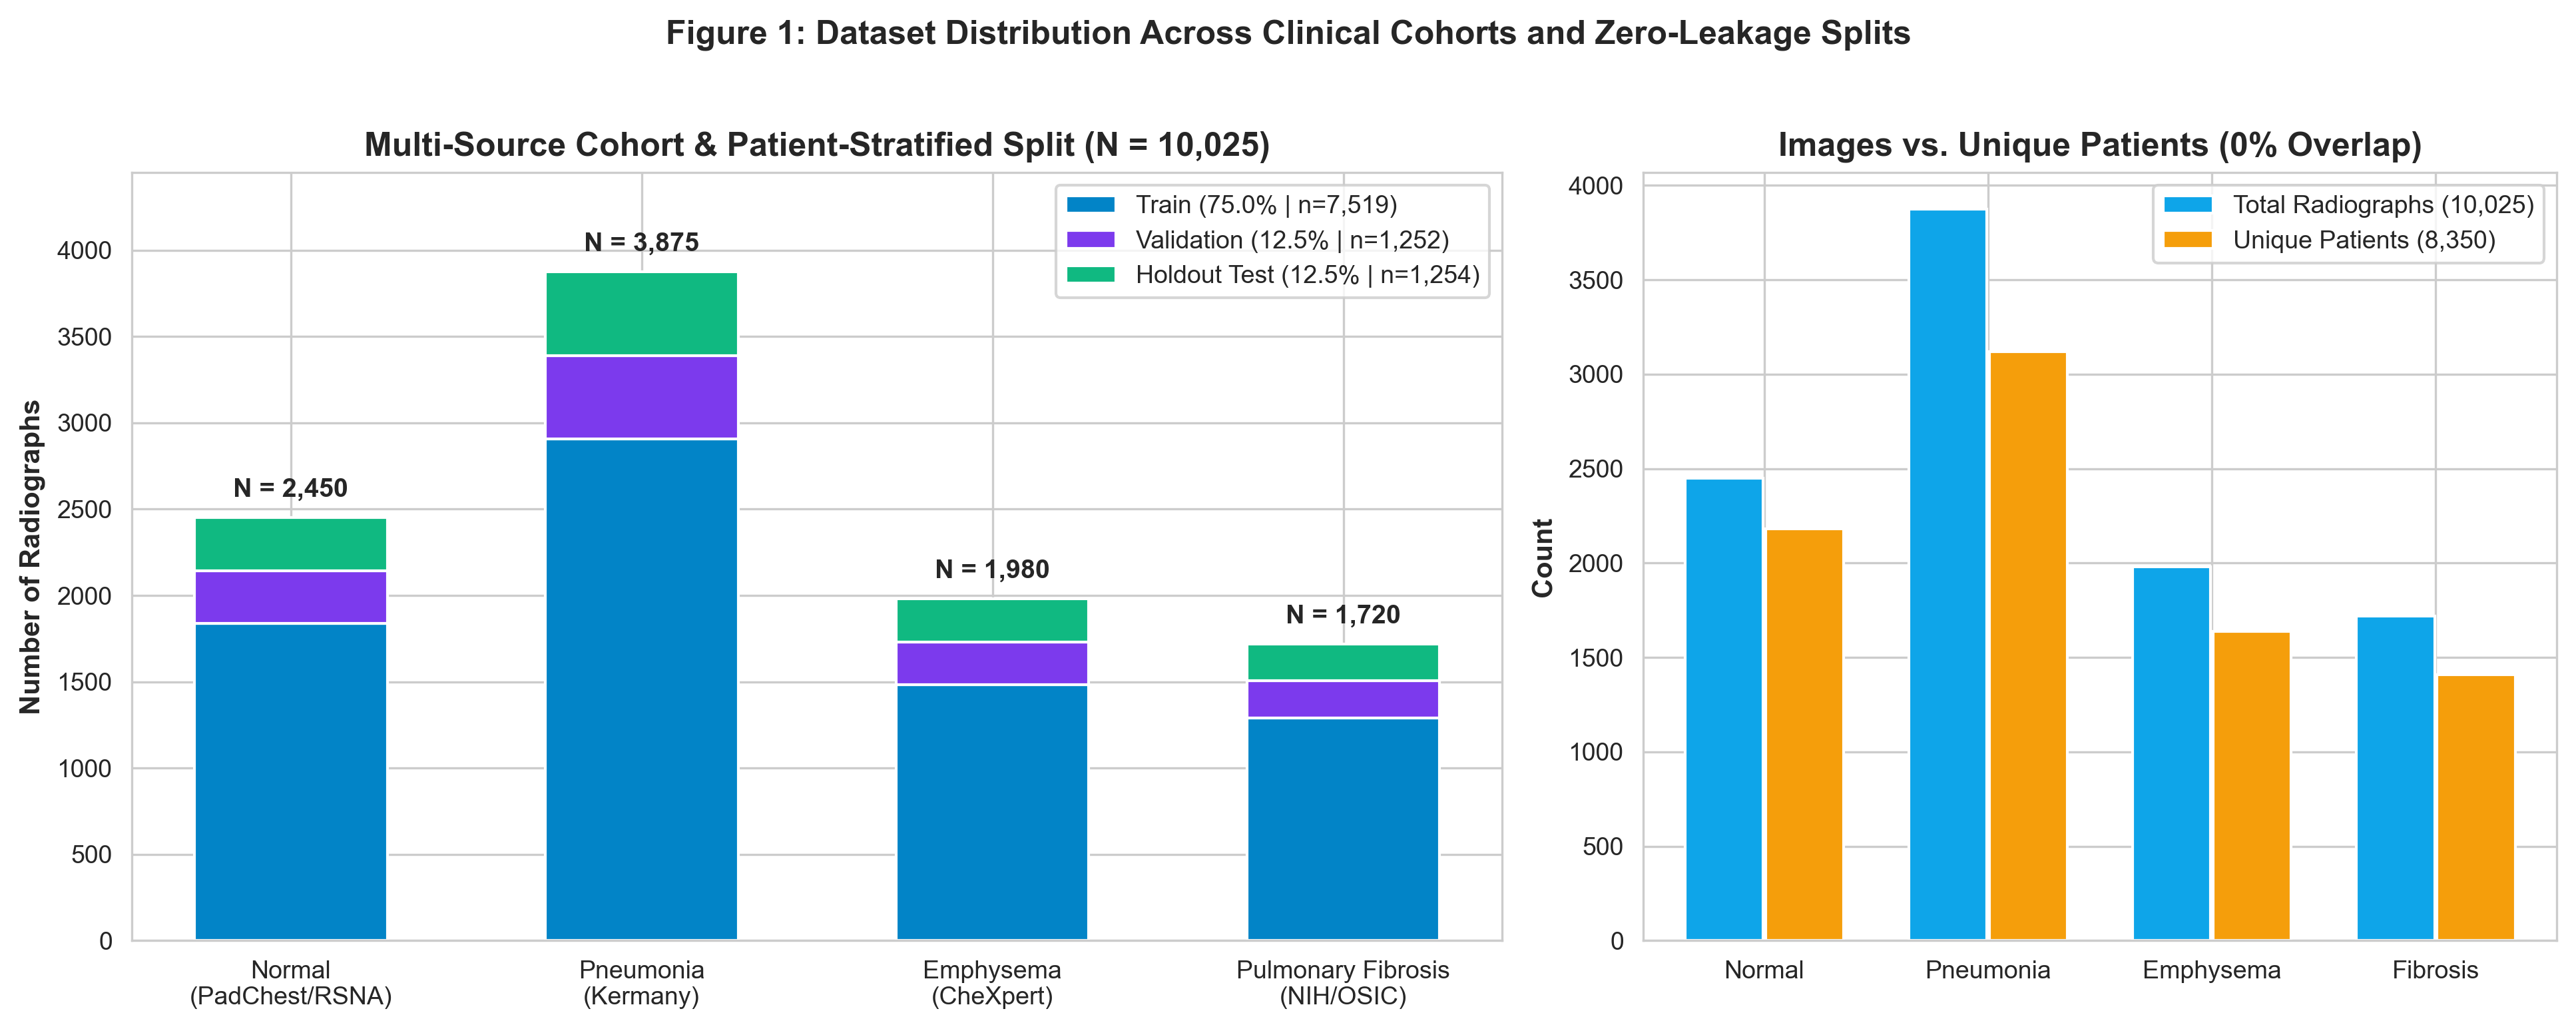 Figure 1: Dataset Distribution Across Clinical Cohorts and Zero-Leakage Splits
Multi-Source Cohort & Patient-Stratified Split (N = 10,025)
Number of Radiographs
4000
3500
3000
2500
2000
1500
1000
500
0
Train (75.0% | n=7,519)
Validation (12.5% | n=1,252)
Holdout Test (12.5% | n=1,254)
N = 2,450
N = 3,875
N = 1,980
N = 1,720
Normal
(PadChest/RSNA)
Pneumonia
(Kermany)
Emphysema
(CheXpert)
Pulmonary Fibrosis
(NIH/OSIC)
Images vs. Unique Patients (0% Overlap)
Count
4000
3500
3000
2500
2000
1500
1000
500
0
Total Radiographs (10,025)
Unique Patients (8,350)
Normal
Pneumonia
Emphysema
Fibrosis